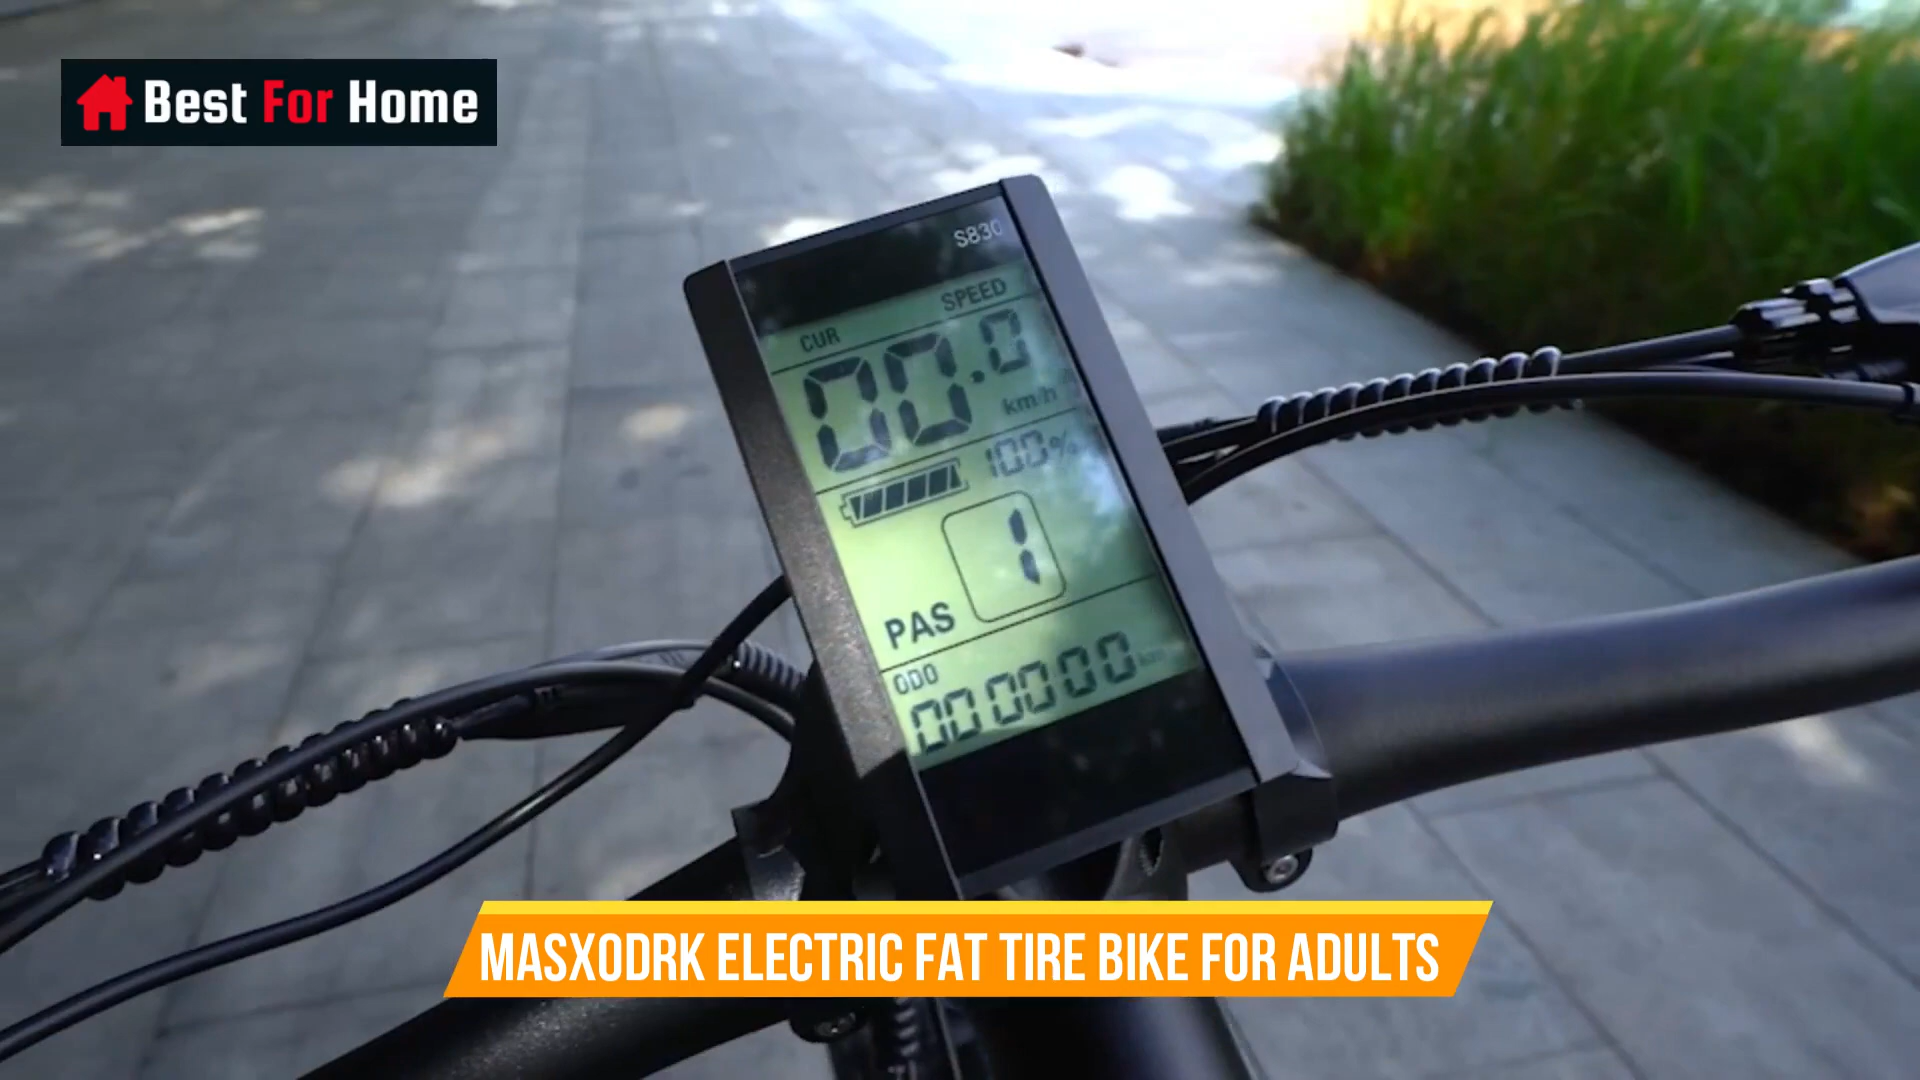 Best For Home
S830
SPEED
CUR
00.0
km/h
100%
1
PAS
ODO
000000 km
MASXODRK ELECTRIC FAT TIRE BIKE FOR ADULTS